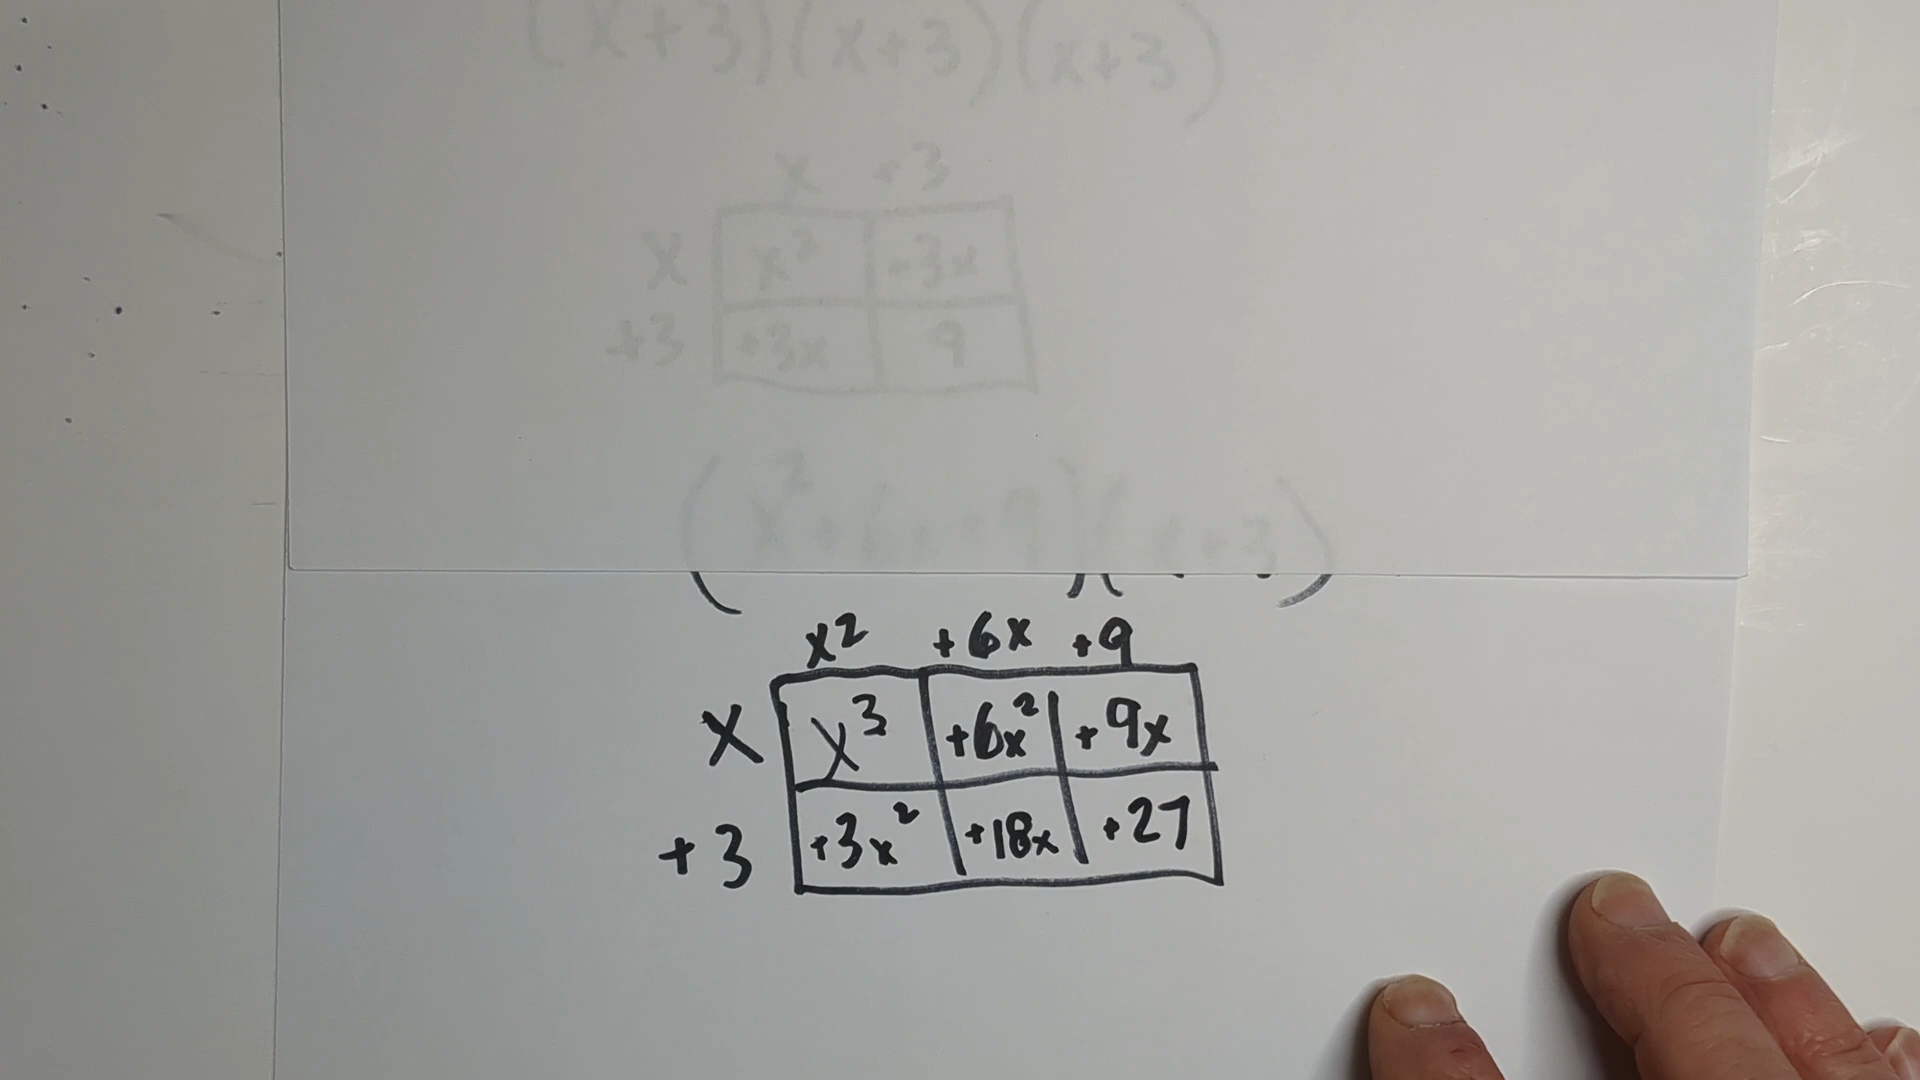 (x+3)(x+3)(x+3)
x +3
x x² +3x
+3 +3x 9
(x²+6x+9)(x+3)
x² +6x +9
x x³ +6x² +9x
+3 +3x² +18x +27